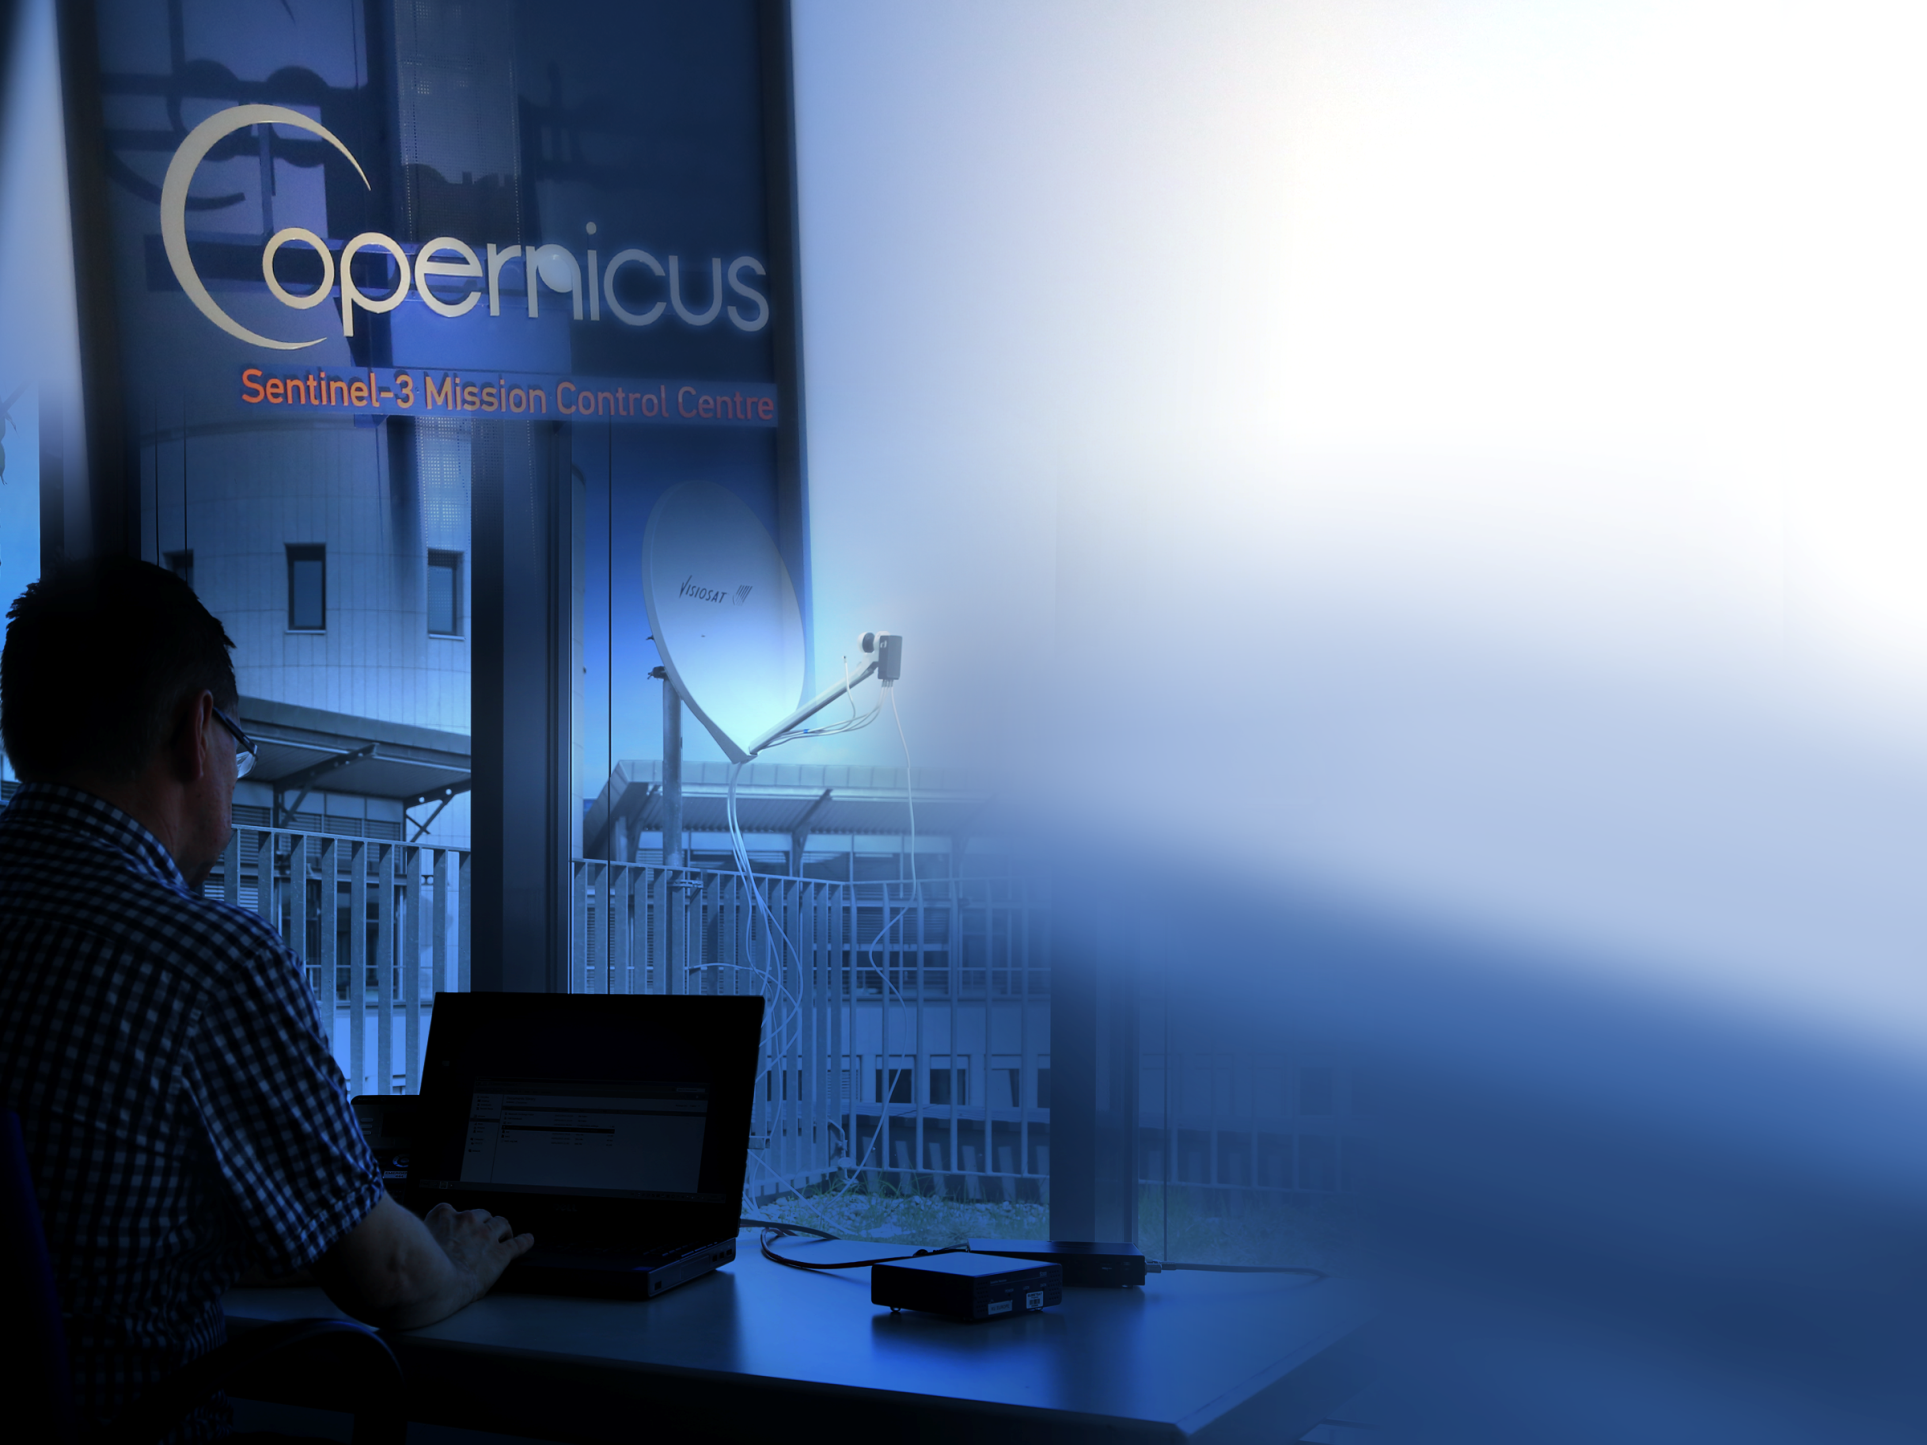 Copernicus
Sentinel-3 Mission Control Centre
VISIOSAT